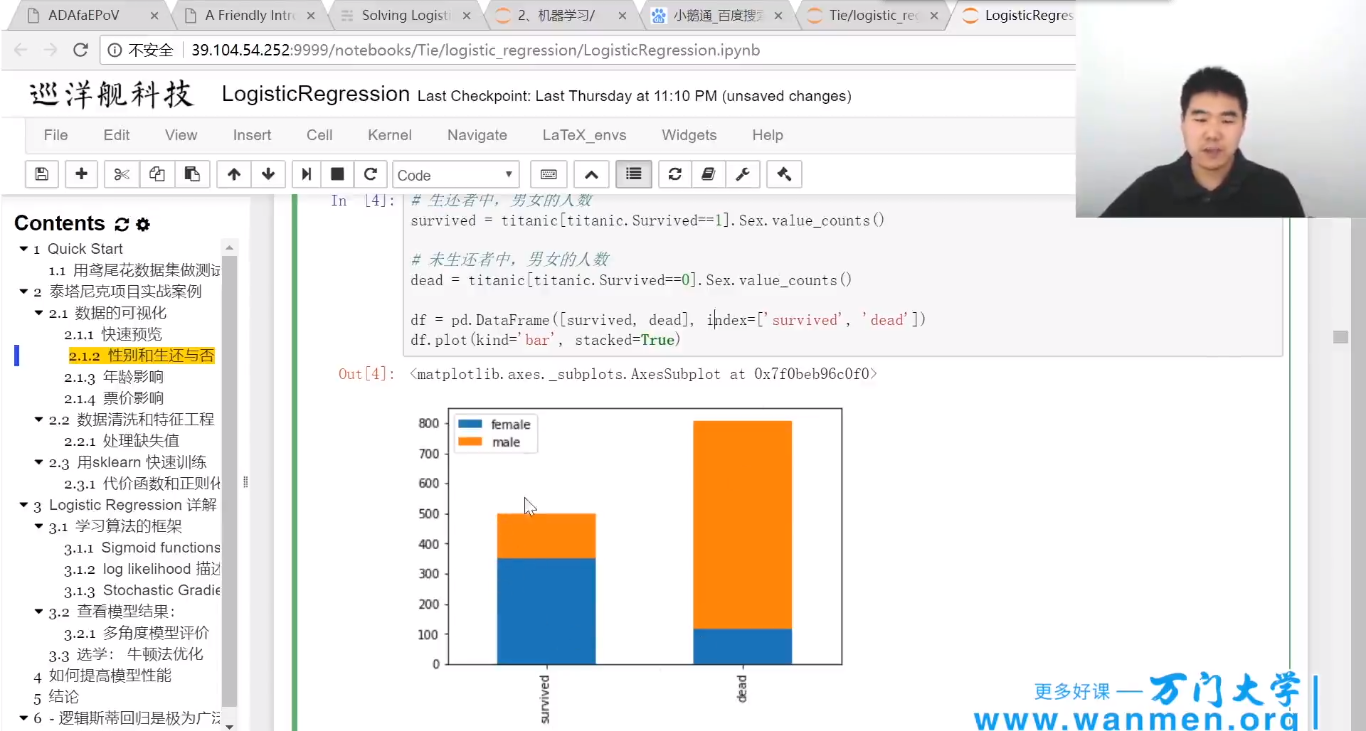 ADAfaEPoV
A Friendly Intr
Solving Logisti
2、机器学习/
小鹅通_百度搜
Tie/logistic_re
LogisticRegres
不安全
39.104.54.252:9999/notebooks/Tie/logistic_regression/LogisticRegression.ipynb
巡洋舰科技
LogisticRegression Last Checkpoint: Last Thursday at 11:10 PM (unsaved changes)
File Edit View Insert Cell Kernel Navigate LaTeX_envs Widgets Help
Code
Contents
1 Quick Start
1.1 用鸢尾花数据集做测试
2 泰塔尼克项目实战案例
2.1 数据的可视化
2.1.1 快速预览
2.1.2 性别和生还与否
2.1.3 年龄影响
2.1.4 票价影响
2.2 数据清洗和特征工程
2.2.1 处理缺失值
2.3 用sklearn 快速训练
2.3.1 代价函数和正则化
3 Logistic Regression 详解
3.1 学习算法的框架
3.1.1 Sigmoid functions
3.1.2 log likelihood 描述
3.1.3 Stochastic Gradie
3.2 查看模型结果：
3.2.1 多角度模型评价
3.3 选学： 牛顿法优化
4 如何提高模型性能
5 结论
6 - 逻辑斯蒂回归是极为广泛
In [4]:
# 生还者中，男女的人数
survived = titanic[titanic.Survived==1].Sex.value_counts()
# 未生还者中，男女的人数
dead = titanic[titanic.Survived==0].Sex.value_counts()
df = pd.DataFrame([survived, dead], index=['survived', 'dead'])
df.plot(kind='bar', stacked=True)
Out[4]: <matplotlib.axes._subplots.AxesSubplot at 0x7f0beb96c0f0>
female
male
800
700
600
500
400
300
200
100
0
survived
dead
更多好课 — 万门大学
www.wanmen.org